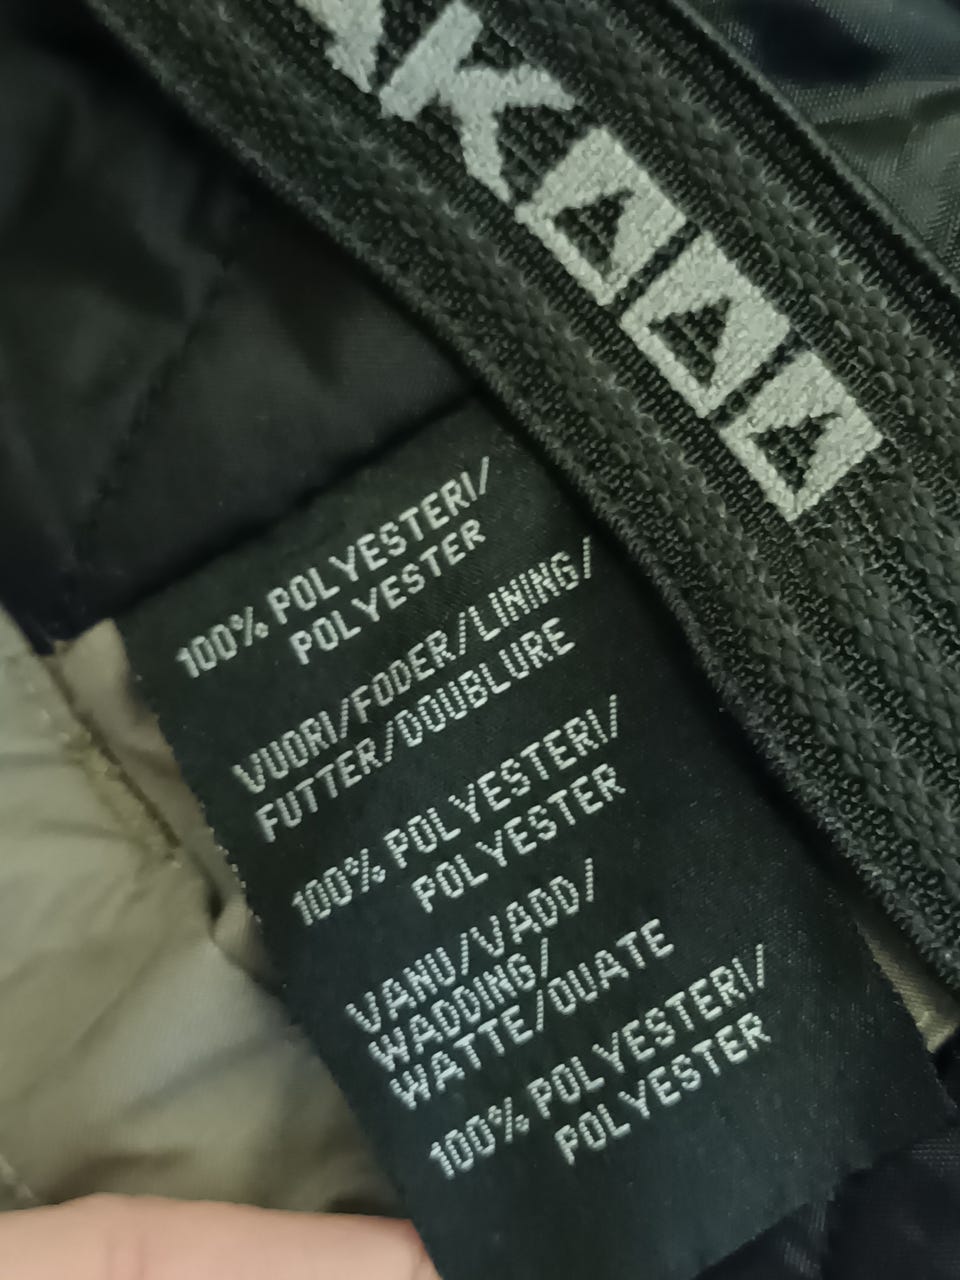 100% POLYESTERI/
POLYESTER
VUORI/FODER/LINING/
FUTTER/DOUBLURE
100% POLYESTERI/
POLYESTER
VANU/VADD/
WADDING/
WATTE/OUATE
100% POLYESTERI/
POLYESTER